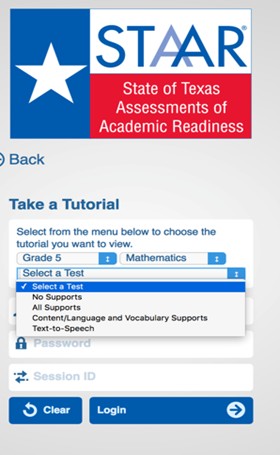 STAAR®
State of Texas
Assessments of
Academic Readiness
Back
Take a Tutorial
Select from the menu below to choose the
tutorial you want to view.
Grade 5 Mathematics
Select a Test
✓ Select a Test
No Supports
All Supports
Content/Language and Vocabulary Supports
Text-to-Speech
Password
Session ID
Clear Login